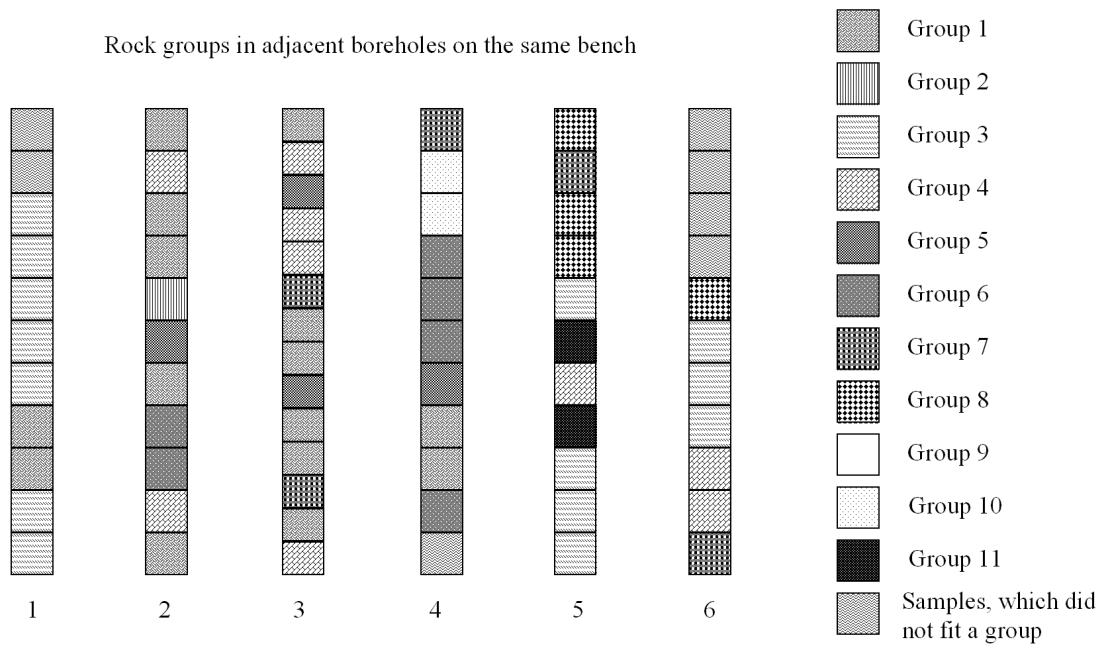 Rock groups in adjacent boreholes on the same bench
Group 1
Group 2
Group 3
Group 4
Group 5
Group 6
Group 7
Group 8
Group 9
Group 10
Group 11
Samples, which did
not fit a group
1 2 3 4 5 6